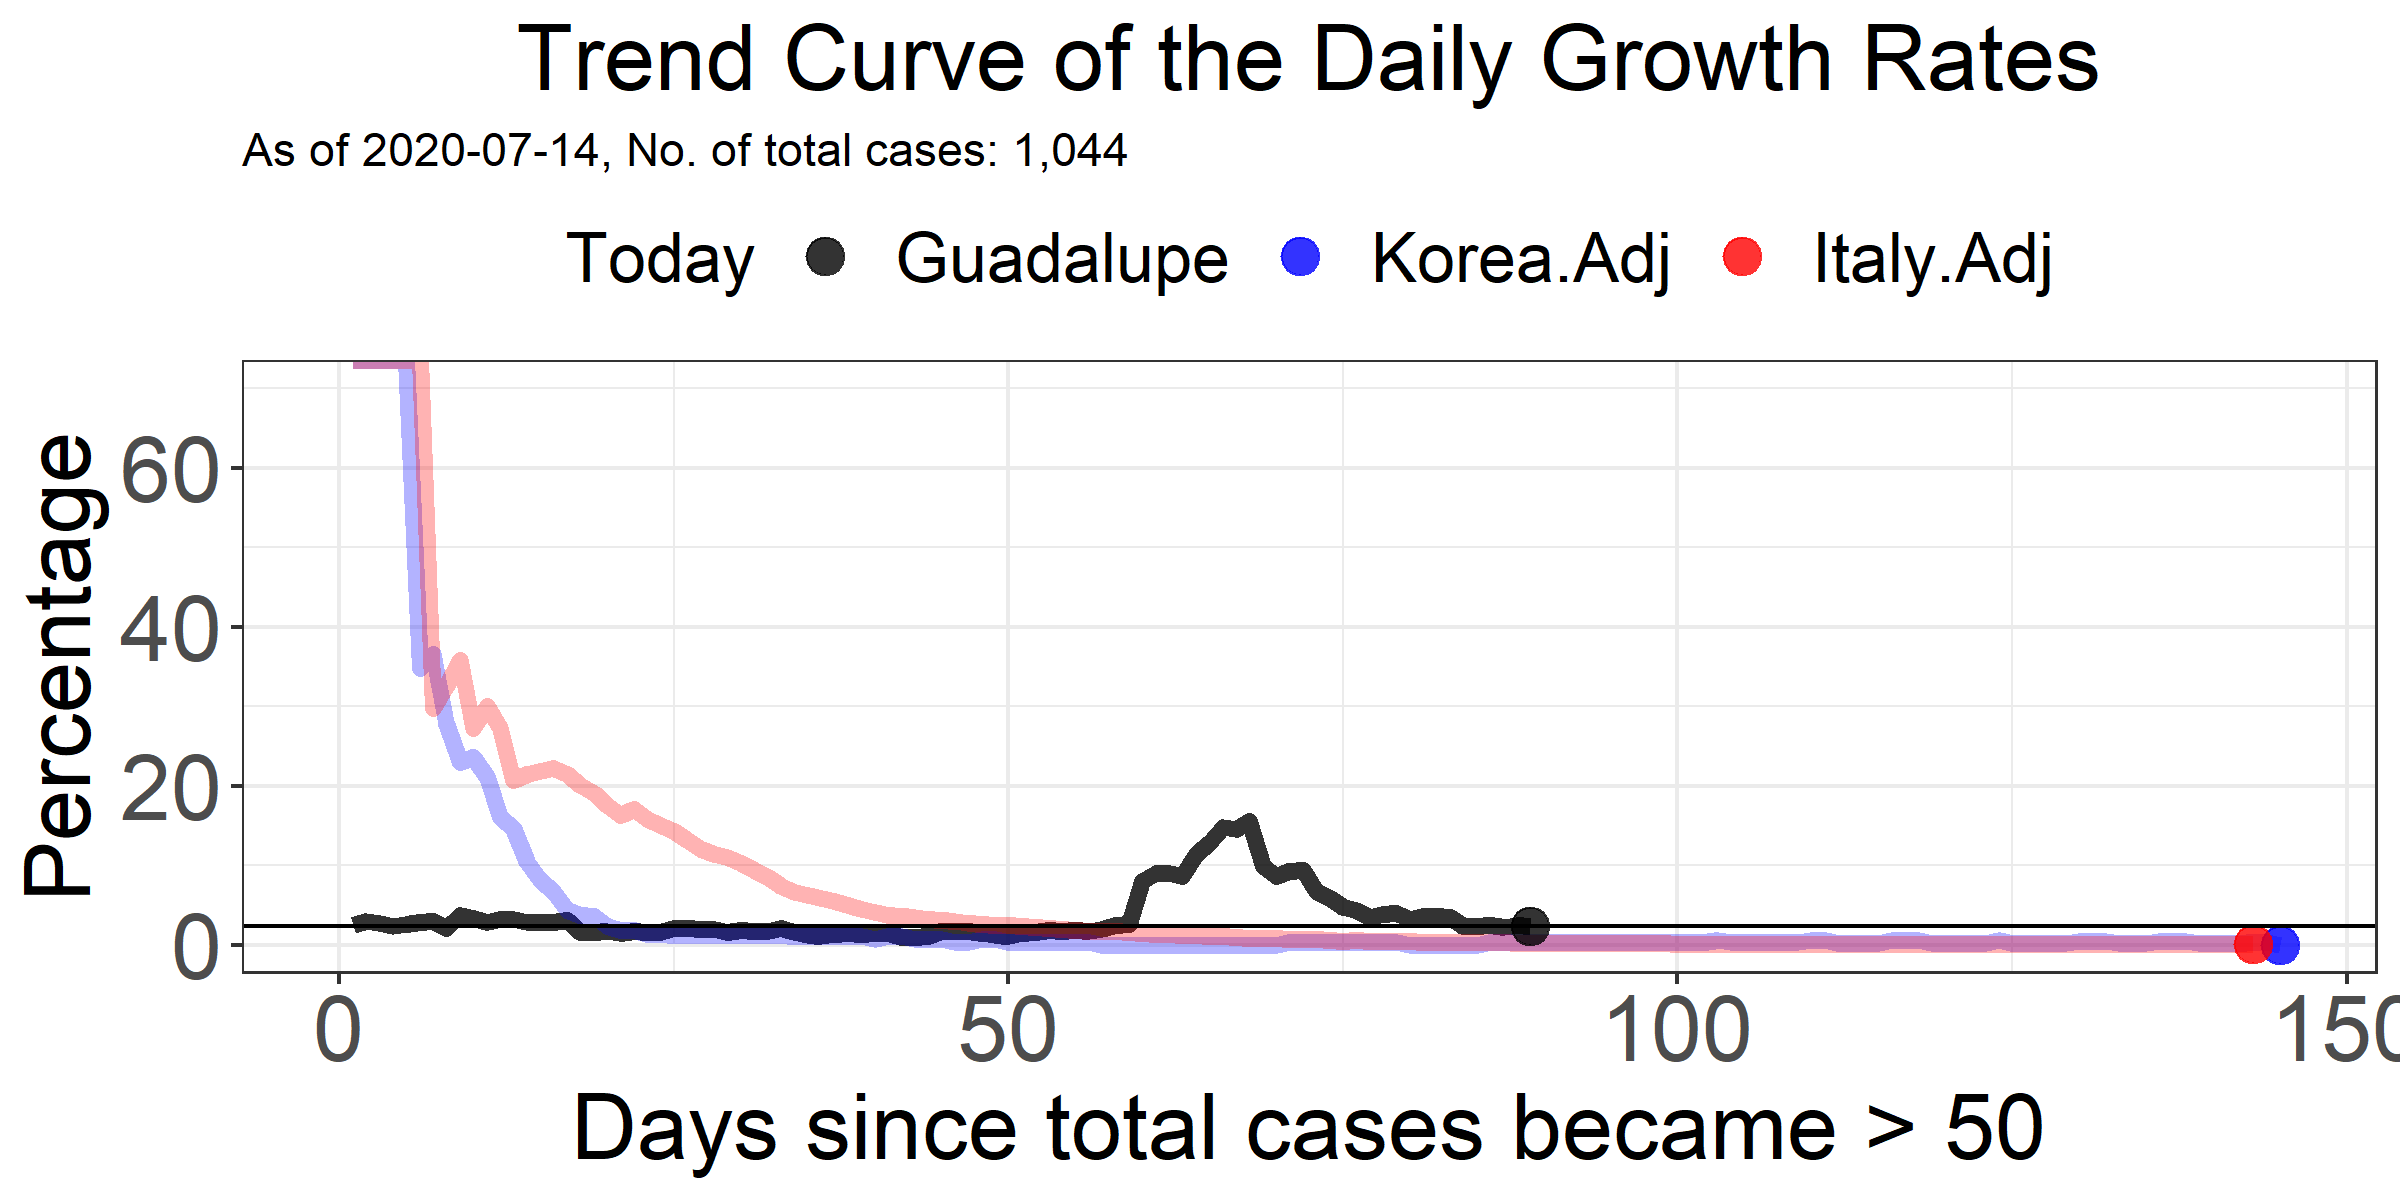 Trend Curve of the Daily Growth Rates
As of 2020-07-14, No. of total cases: 1,044
Today Guadalupe Korea.Adj Italy.Adj
Percentage
60
40
20
0
0 50 100 150
Days since total cases became > 50